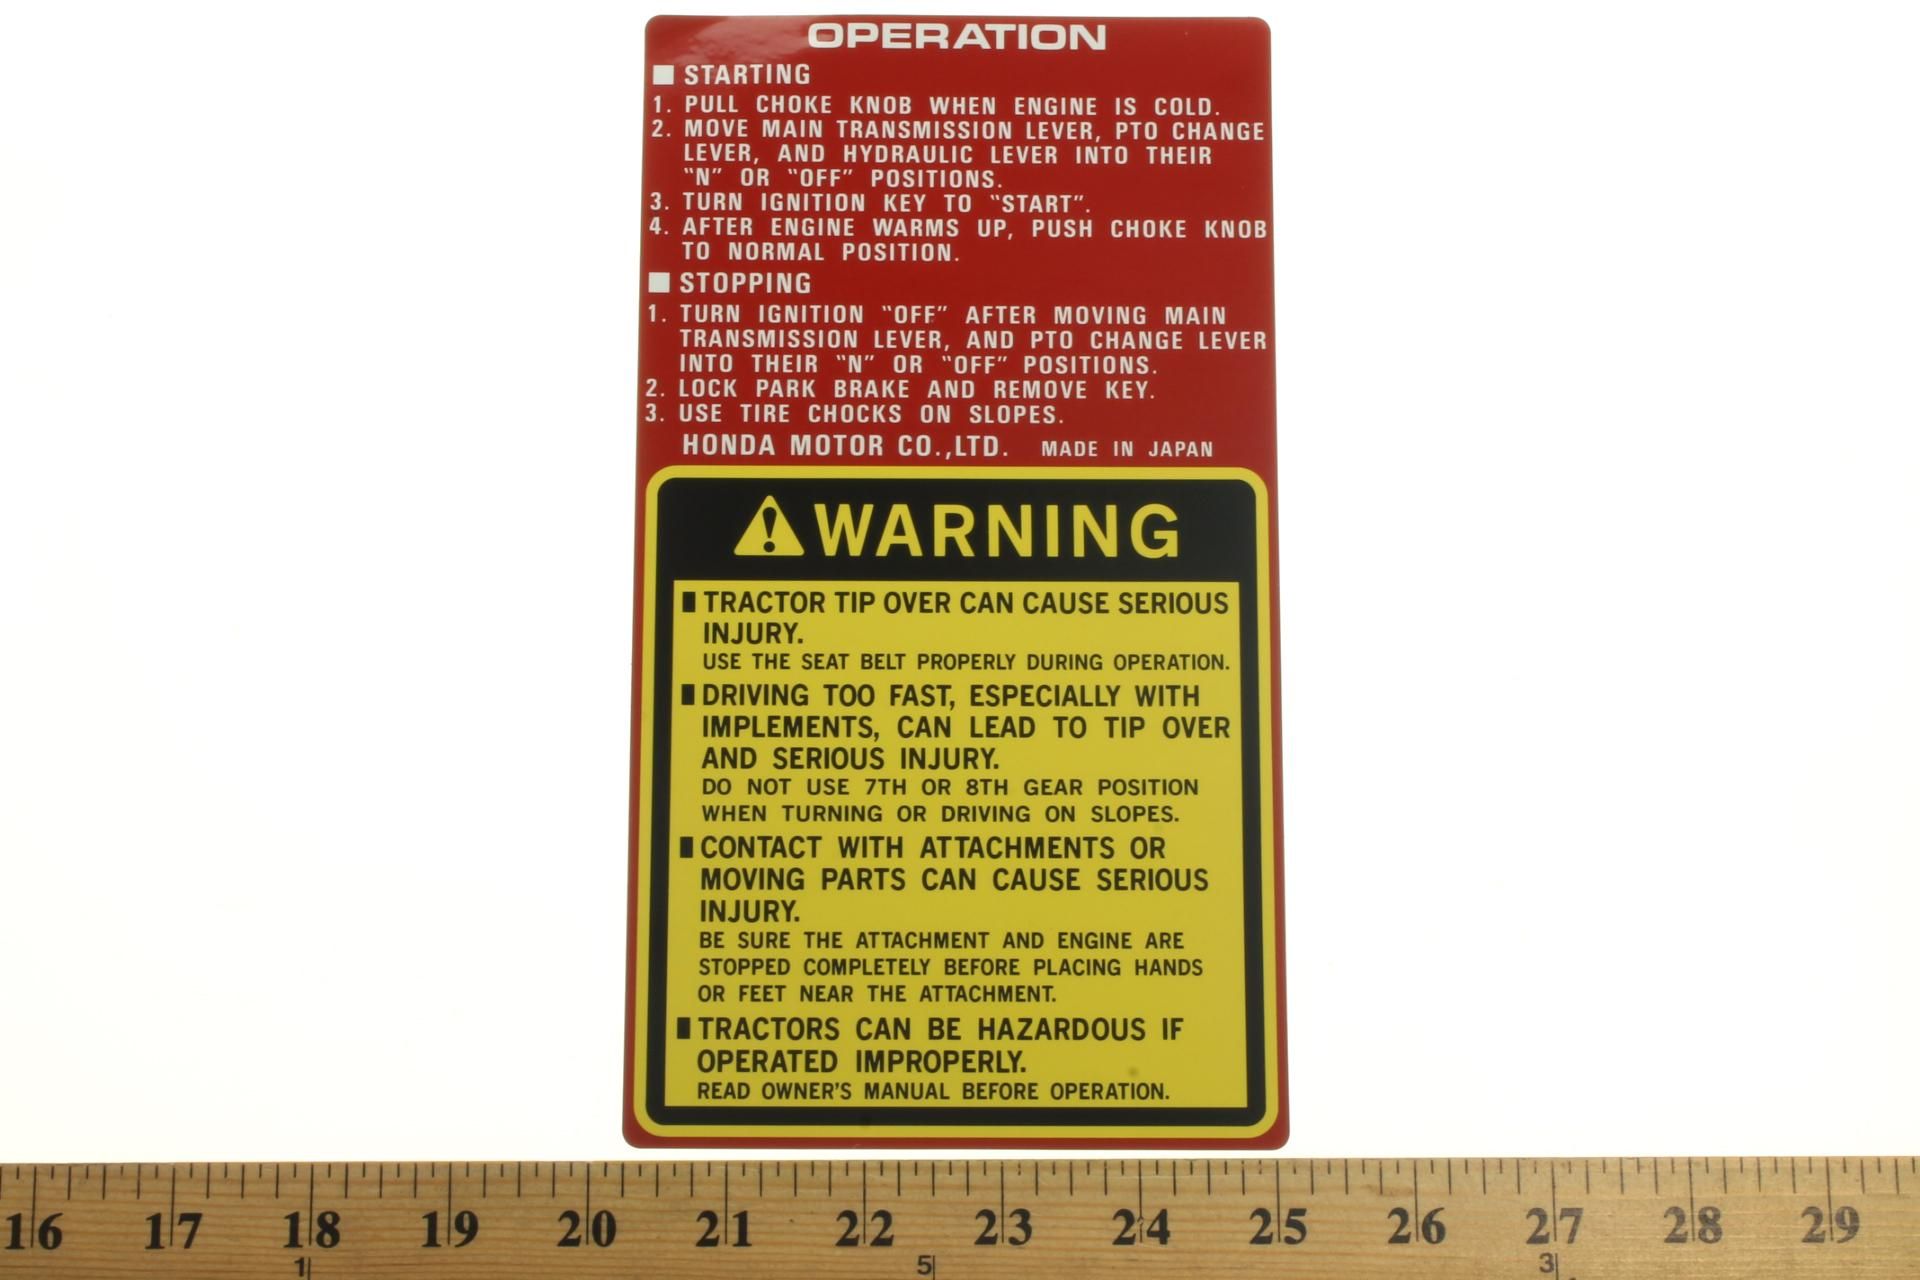 OPERATION
■ STARTING
1. PULL CHOKE KNOB WHEN ENGINE IS COLD.
2. MOVE MAIN TRANSMISSION LEVER, PTO CHANGE
LEVER, AND HYDRAULIC LEVER INTO THEIR
"N" OR "OFF" POSITIONS.
3. TURN IGNITION KEY TO "START".
4. AFTER ENGINE WARMS UP, PUSH CHOKE KNOB
TO NORMAL POSITION.
■ STOPPING
1. TURN IGNITION "OFF" AFTER MOVING MAIN
TRANSMISSION LEVER, AND PTO CHANGE LEVER
INTO THEIR "N" OR "OFF" POSITIONS.
2. LOCK PARK BRAKE AND REMOVE KEY.
3. USE TIRE CHOCKS ON SLOPES.
HONDA MOTOR CO.,LTD. MADE IN JAPAN
WARNING
TRACTOR TIP OVER CAN CAUSE SERIOUS
INJURY.
USE THE SEAT BELT PROPERLY DURING OPERATION.
DRIVING TOO FAST, ESPECIALLY WITH
IMPLEMENTS, CAN LEAD TO TIP OVER
AND SERIOUS INJURY.
DO NOT USE 7TH OR 8TH GEAR POSITION
WHEN TURNING OR DRIVING ON SLOPES.
CONTACT WITH ATTACHMENTS OR
MOVING PARTS CAN CAUSE SERIOUS
INJURY.
BE SURE THE ATTACHMENT AND ENGINE ARE
STOPPED COMPLETELY BEFORE PLACING HANDS
OR FEET NEAR THE ATTACHMENT.
TRACTORS CAN BE HAZARDOUS IF
OPERATED IMPROPERLY.
READ OWNER'S MANUAL BEFORE OPERATION.
16 17 18 19 20 21 22 23 24 25 26 27 28 29
1 5 3